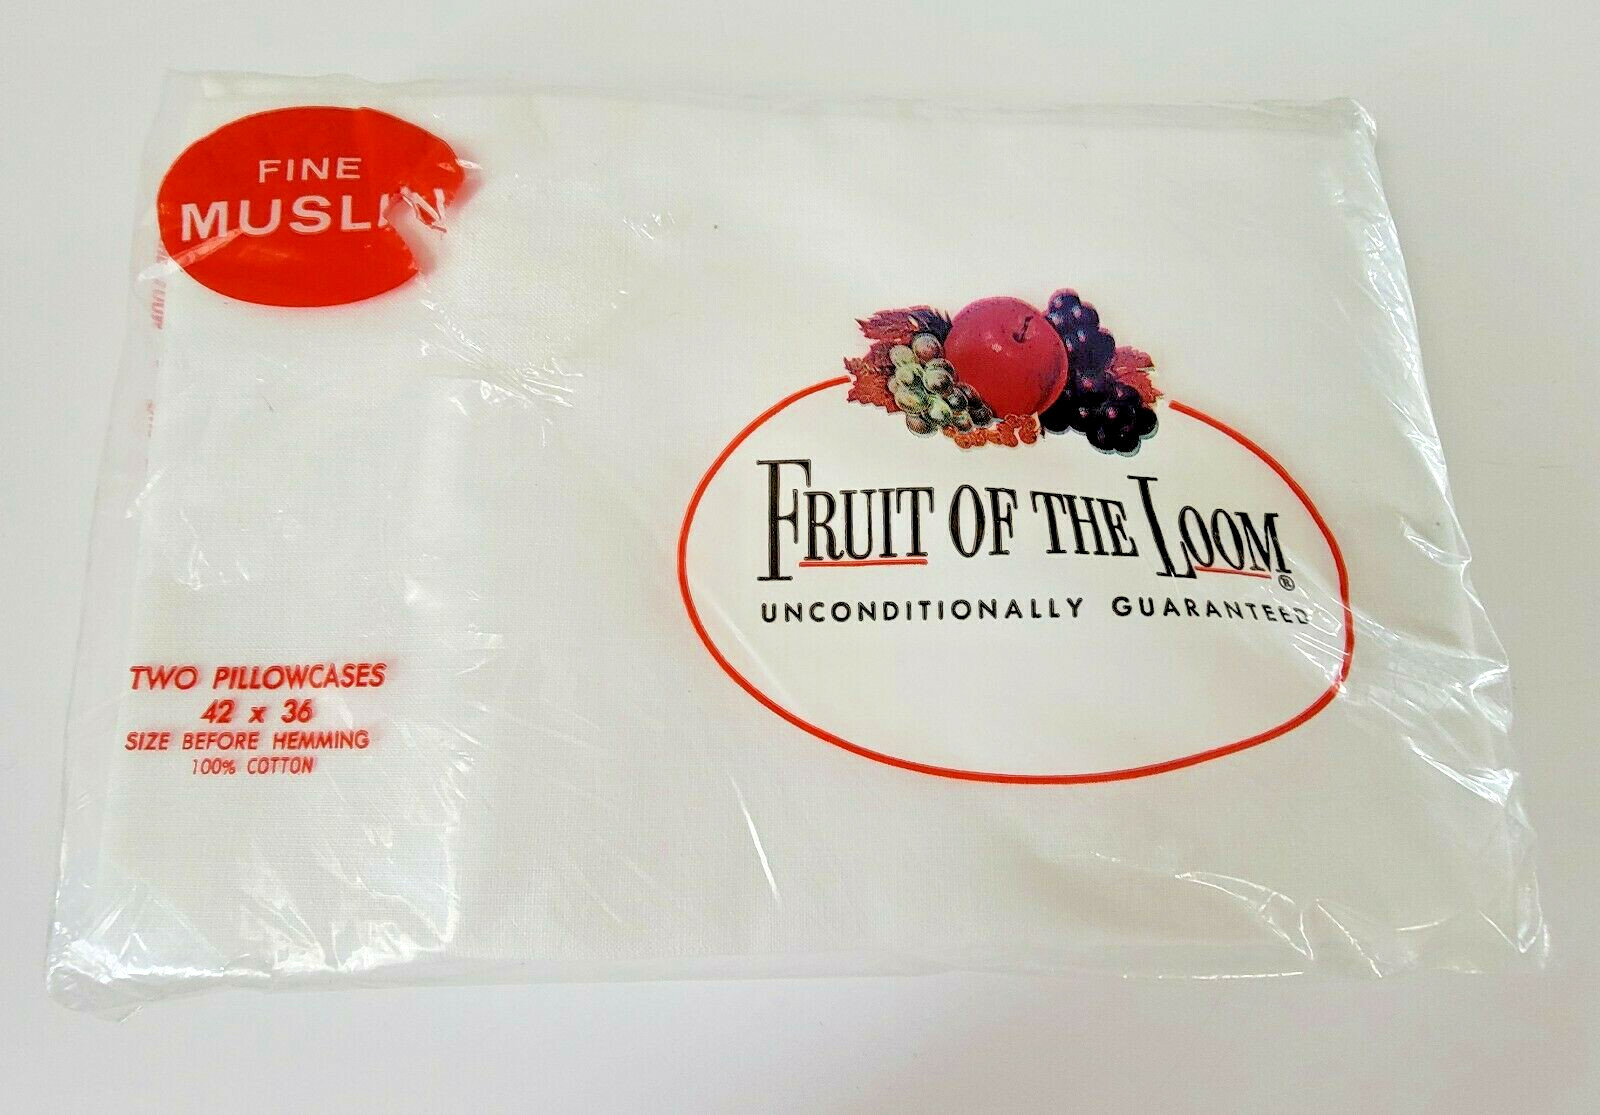 FINE
MUSLIN
FRUIT OF THE LOOM®
UNCONDITIONALLY GUARANTEED
TWO PILLOWCASES
42 x 36
SIZE BEFORE HEMMING
100% COTTON